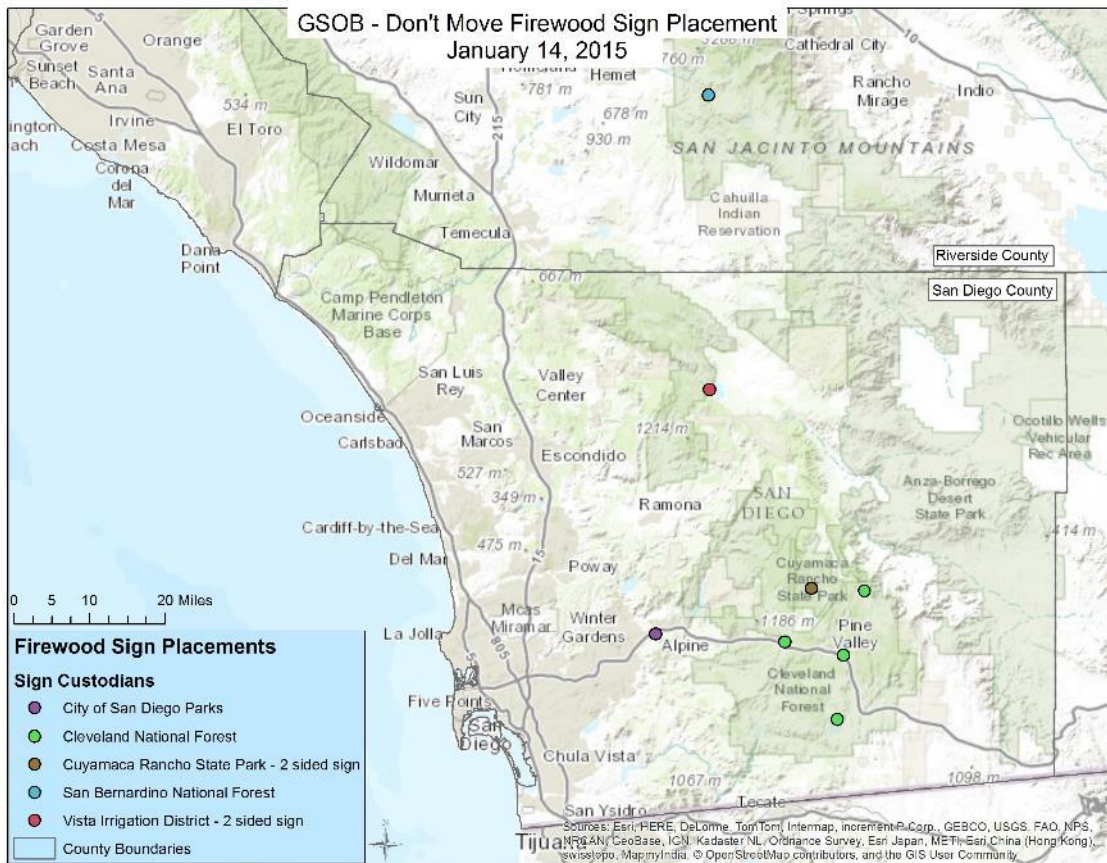 GSOB - Don't Move Firewood Sign Placement
January 14, 2015
Garden
Grove
Orange
Sunset
Beach
Santa
Ana
Irvine
Costa Mesa
Corona
del
Mar
534 m
El Toro
Sun
City
215
Hemet
781 m
678 m
930 m
760 m
Springs
Cathedral City
10
Rancho
Mirage
Indio
SAN JACINTO MOUNTAINS
Wildomar
Murrieta
Temecula
Cahuilla
Indian
Reservation
Dana
Point
Riverside County
San Diego County
667 m
Camp Pendleton
Marine Corps
Base
San Luis
Rey
Valley
Center
Oceanside
Carlsbad
San
Marcos
1214 m
Escondido
527 m
349 m
Ocotillo Wells
Vehicular
Rec Area
Ramona
SAN
DIEGO
Anza-Borrego
Desert
State Park
414 m
Cardiff-by-the-Sea
Del Mar
475 m
15
Poway
Cuyamaca
Rancho
State Park
0 5 10 20 Miles
La Jolla
Mcas
Miramar
Winter
Gardens
805
5
Alpine
1186 m
Pine
Valley
Five Points
Cleveland
National
Forest
San
Diego
Chula Vista
1067 m
1098 m
San Ysidro
Tecate
Tijuana
Firewood Sign Placements
Sign Custodians
City of San Diego Parks
Cleveland National Forest
Cuyamaca Rancho State Park - 2 sided sign
San Bernardino National Forest
Vista Irrigation District - 2 sided sign
County Boundaries
Sources: Esri, HERE, DeLorme, TomTom, Intermap, increment P Corp., GEBCO, USGS, FAO, NPS,
NRCAN, GeoBase, IGN, Kadaster NL, Ordnance Survey, Esri Japan, METI, Esri China (Hong Kong),
swisstopo, MapmyIndia, © OpenStreetMap contributors, and the GIS User Community